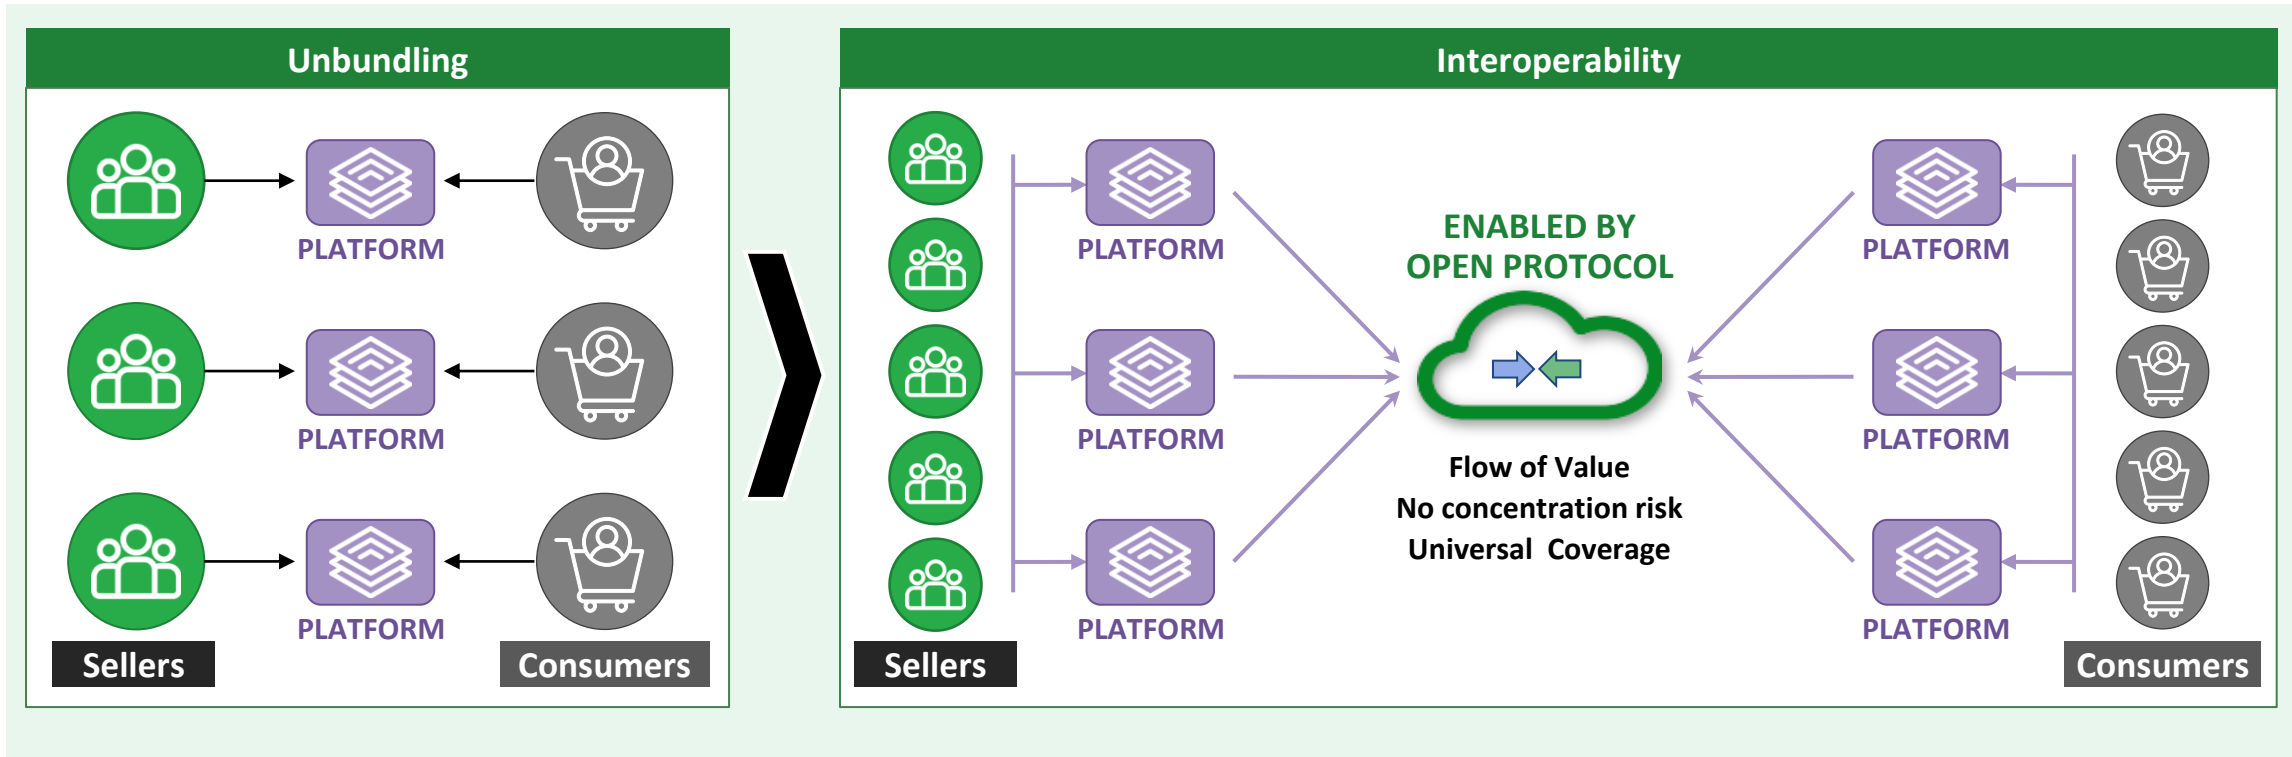 Unbundling
PLATFORM
PLATFORM
PLATFORM
Sellers
Consumers
Interoperability
PLATFORM
PLATFORM
PLATFORM
Sellers
ENABLED BY
OPEN PROTOCOL
Flow of Value
No concentration risk
Universal Coverage
PLATFORM
PLATFORM
PLATFORM
Consumers